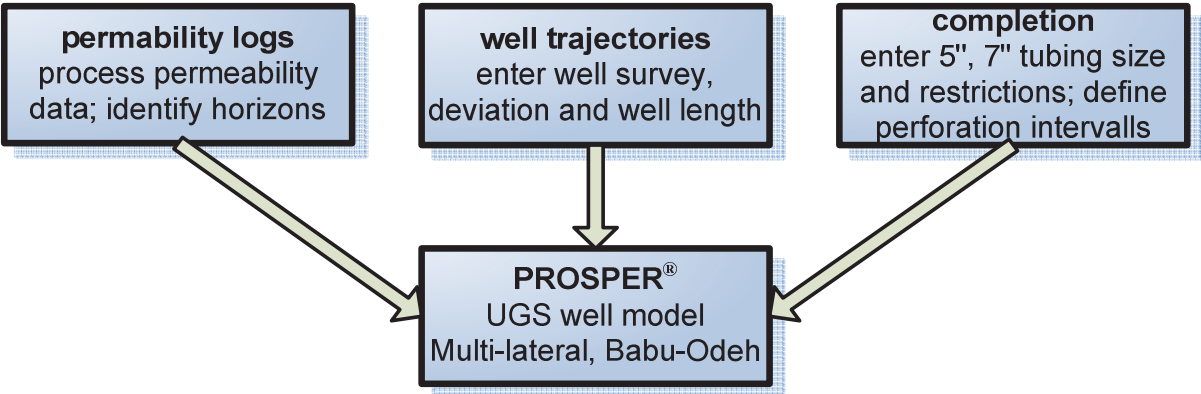 permability logs
process permeability
data; identify horizons
well trajectories
enter well survey,
deviation and well length
completion
enter 5", 7" tubing size
and restrictions; define
perforation intervalls
PROSPER®
UGS well model
Multi-lateral, Babu-Odeh